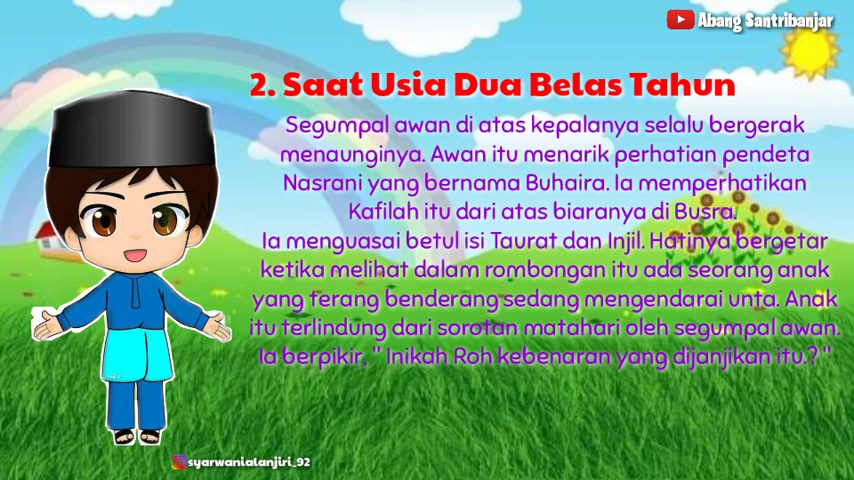 Abang Santribanjar
2. Saat Usia Dua Belas Tahun
Segumpal awan di atas kepalanya selalu bergerak
menaunginya. Awan itu menarik perhatian pendeta
Nasrani yang bernama Buhaira. Ia memperhatikan
Kafilah itu dari atas biaranya di Busra.
Ia menguasai betul isi Taurat dan Injil. Hatinya bergetar
ketika melihat dalam rombongan itu ada seorang anak
yang terang benderang sedang mengendarai unta. Anak
itu terlindung dari sorotan matahari oleh segumpal awan.
Ia berpikir, " Inikah Roh kebenaran yang dijanjikan itu.? "
syarwanialanjiri_92